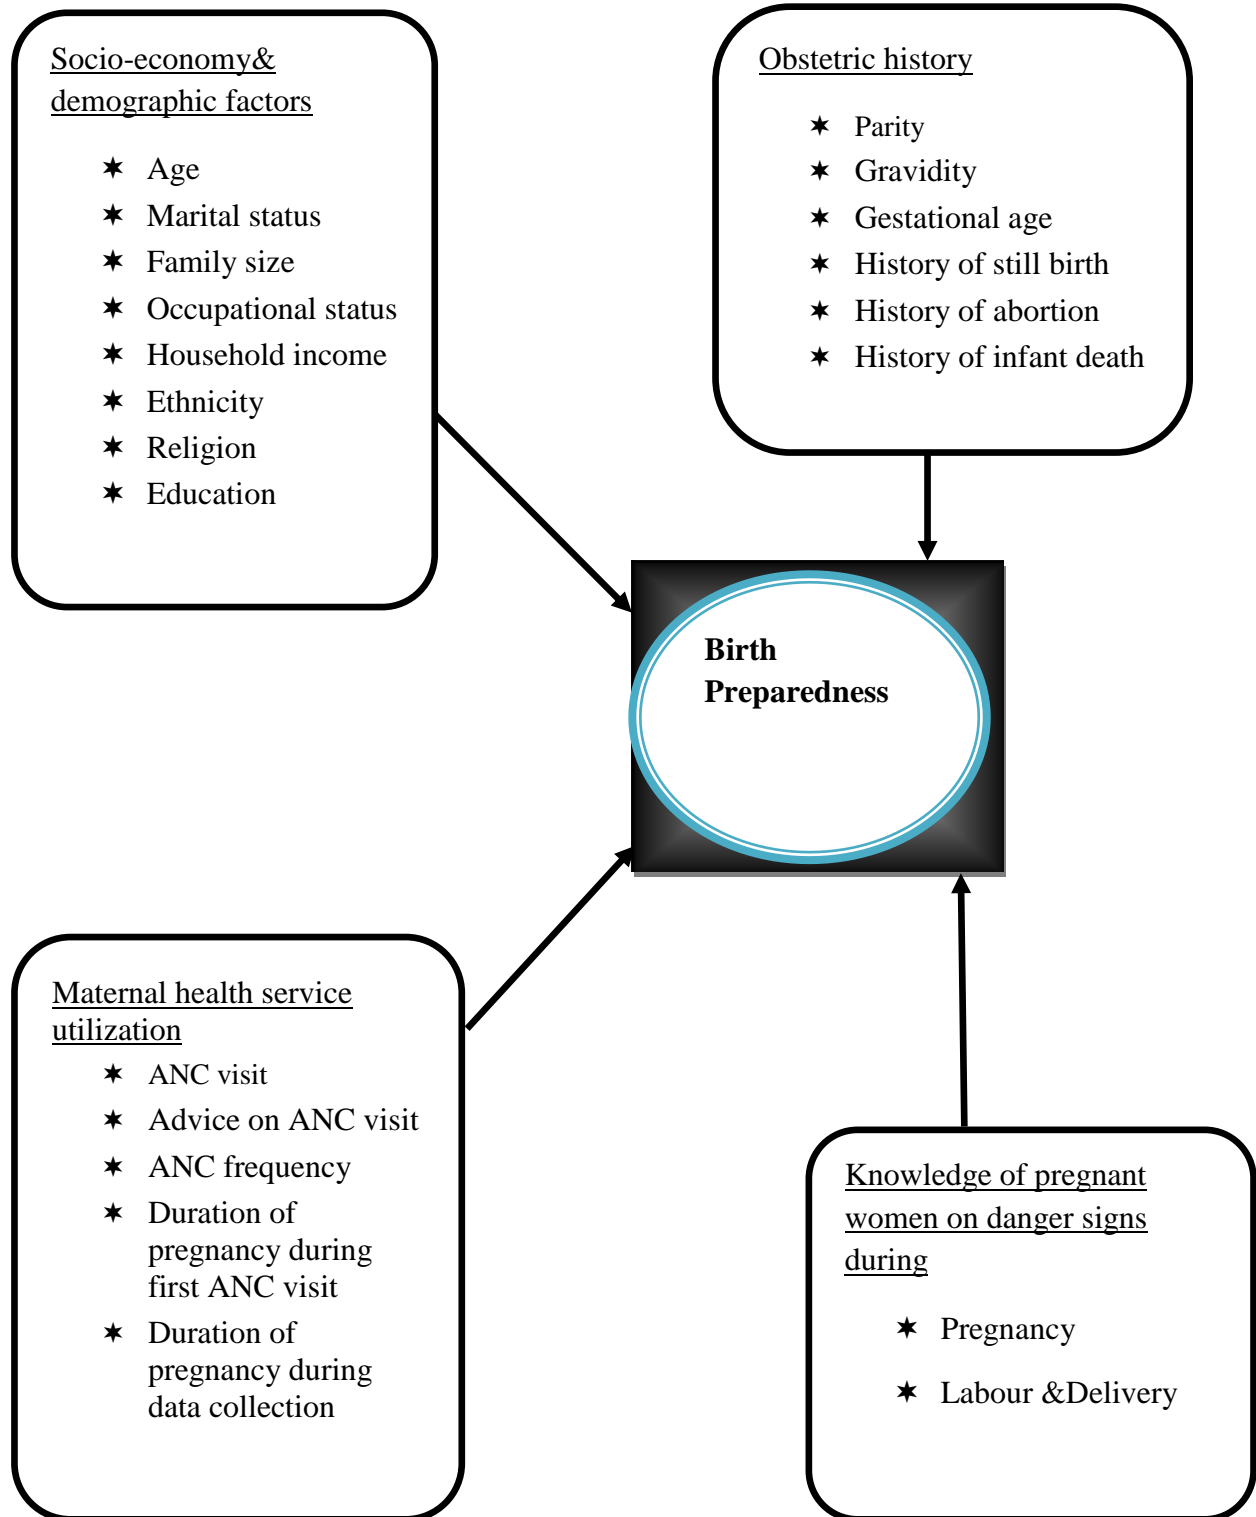 Socio-economy&
demographic factors
Age
Marital status
Family size
Occupational status
Household income
Ethnicity
Religion
Education
Obstetric history
Parity
Gravidity
Gestational age
History of still birth
History of abortion
History of infant death
Birth
Preparedness
Maternal health service
utilization
ANC visit
Advice on ANC visit
ANC frequency
Duration of
pregnancy during
first ANC visit
Duration of
pregnancy during
data collection
Knowledge of pregnant
women on danger signs
during
Pregnancy
Labour &Delivery